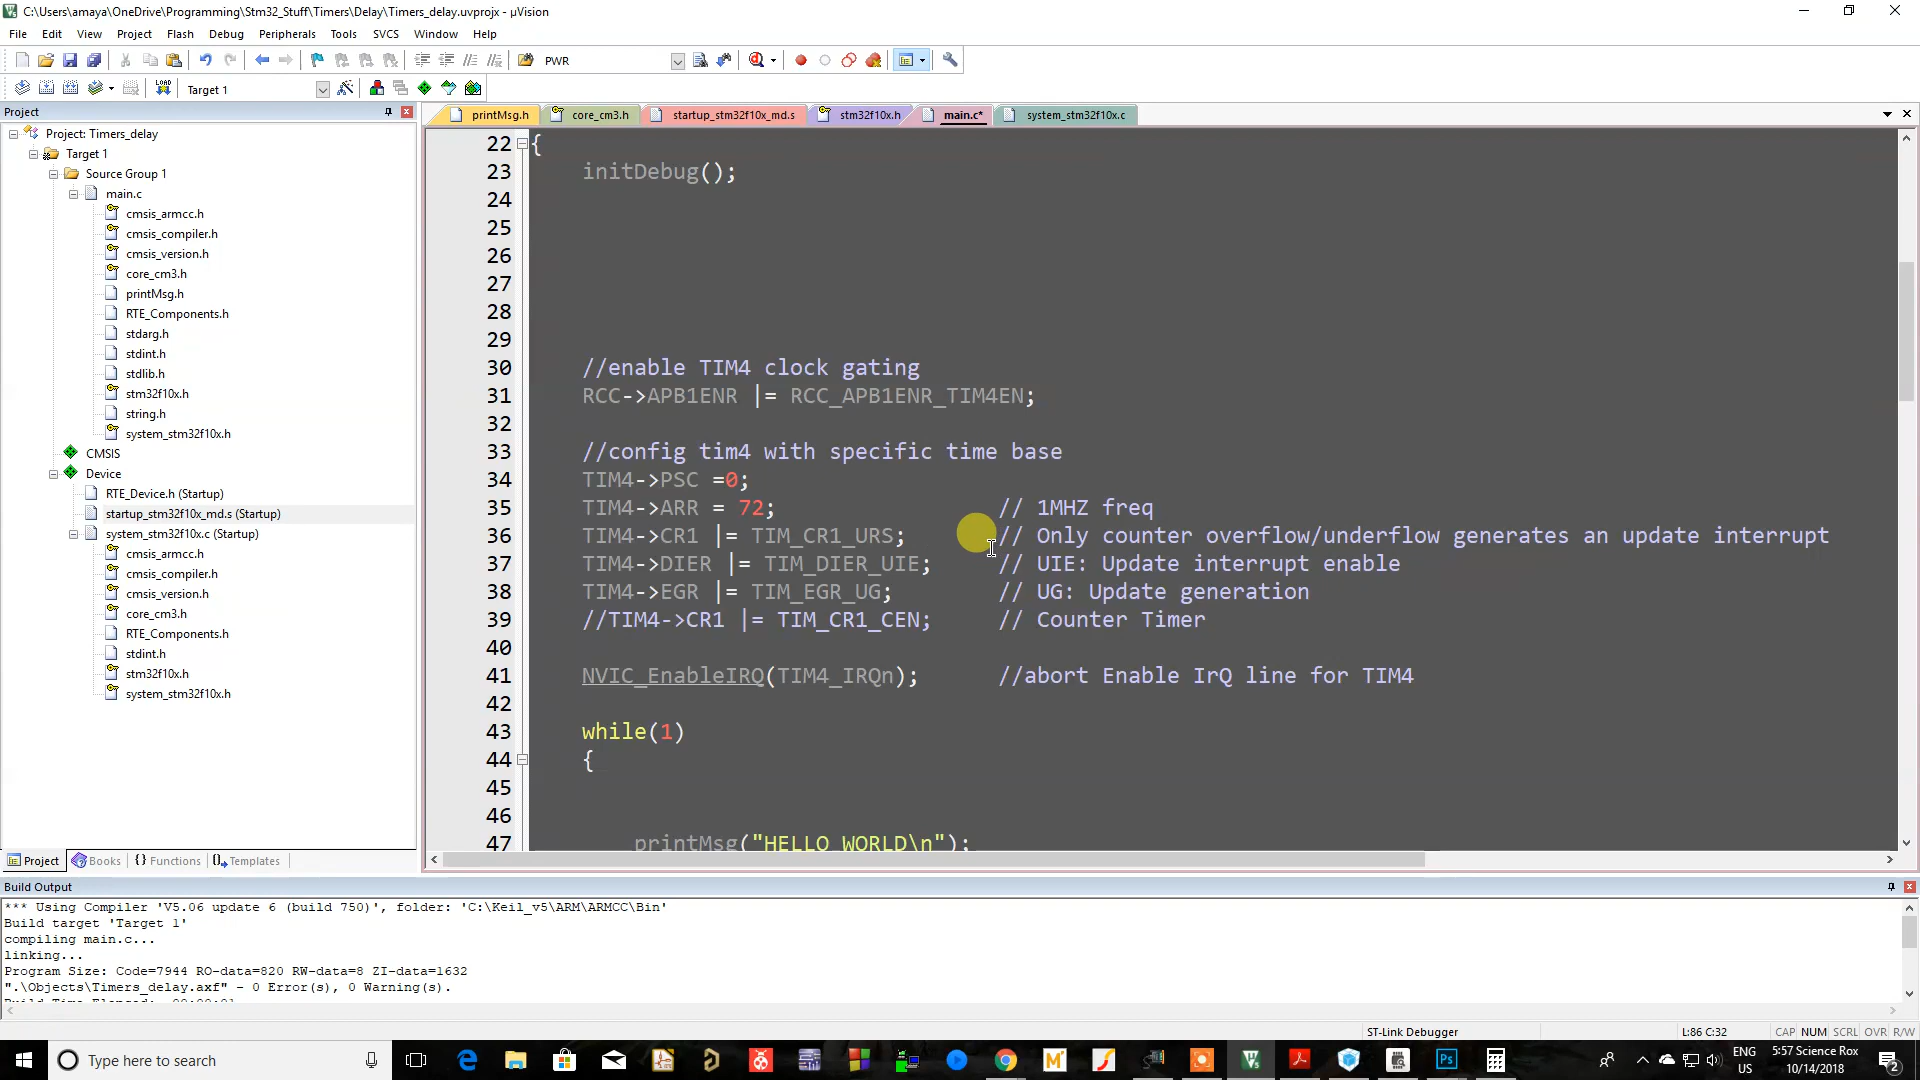 C:\Users\amaya\OneDrive\Programming\Stm32_Stuff\Timers\Delay\Timers_delay.uvprojx - µVision
File Edit View Project Flash Debug Peripherals Tools SVCS Window Help
PWR
LOAD Target 1
Project
Project: Timers_delay
Target 1
Source Group 1
main.c
cmsis_armcc.h
cmsis_compiler.h
cmsis_version.h
core_cm3.h
printMsg.h
RTE_Components.h
stdarg.h
stdint.h
stdlib.h
stm32f10x.h
string.h
system_stm32f10x.h
CMSIS
Device
RTE_Device.h (Startup)
startup_stm32f10x_md.s (Startup)
system_stm32f10x.c (Startup)
cmsis_armcc.h
cmsis_compiler.h
cmsis_version.h
core_cm3.h
RTE_Components.h
stdint.h
stm32f10x.h
system_stm32f10x.h
Project Books {} Functions Templates
printMsg.h core_cm3.h startup_stm32f10x_md.s stm32f10x.h main.c* system_stm32f10x.c
22 {
23 initDebug();
24
25
26
27
28
29
30 //enable TIM4 clock gating
31 RCC->APB1ENR |= RCC_APB1ENR_TIM4EN;
32
33 //config tim4 with specific time base
34 TIM4->PSC =0;
35 TIM4->ARR = 72; // 1MHZ freq
36 TIM4->CR1 |= TIM_CR1_URS; // Only counter overflow/underflow generates an update interrupt
37 TIM4->DIER |= TIM_DIER_UIE; // UIE: Update interrupt enable
38 TIM4->EGR |= TIM_EGR_UG; // UG: Update generation
39 //TIM4->CR1 |= TIM_CR1_CEN; // Counter Timer
40
41 NVIC_EnableIRQ(TIM4_IRQn); //abort Enable IrQ line for TIM4
42
43 while(1)
44 {
45
46
47 printMsg("HELLO WORLD\n");
Build Output
*** Using Compiler 'V5.06 update 6 (build 750)', folder: 'C:\Keil_v5\ARM\ARMCC\Bin'
Build target 'Target 1'
compiling main.c...
linking...
Program Size: Code=7944 RO-data=820 RW-data=8 ZI-data=1632
".\Objects\Timers_delay.axf" - 0 Error(s), 0 Warning(s).
Build Time Elapsed: 00:00:01
ST-Link Debugger L:86 C:32 CAP NUM SCRL OVR R/W
Type here to search
ENG
US
5:57 Science Rox
10/14/2018
2